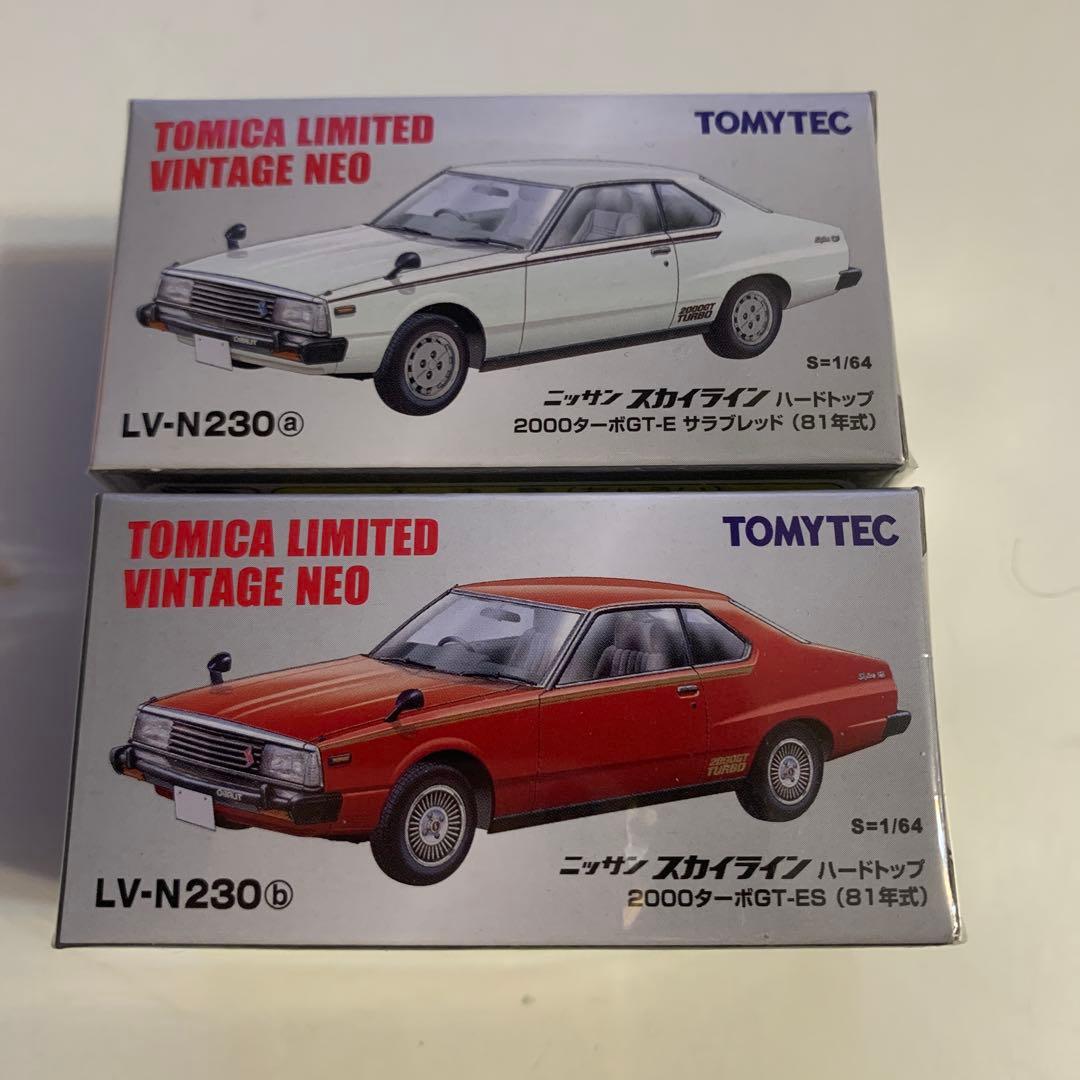 TOMICA LIMITED
VINTAGE NEO
TOMYTEC
2000GT
TURBO
S=1/64
LV-N230ⓐ
ニッサン スカイライン ハードトップ
2000ターボGT-E サラブレッド (81年式)
TOMICA LIMITED
VINTAGE NEO
TOMYTEC
2000GT
TURBO
S=1/64
LV-N230ⓑ
ニッサン スカイライン ハードトップ
2000ターボGT-ES (81年式)